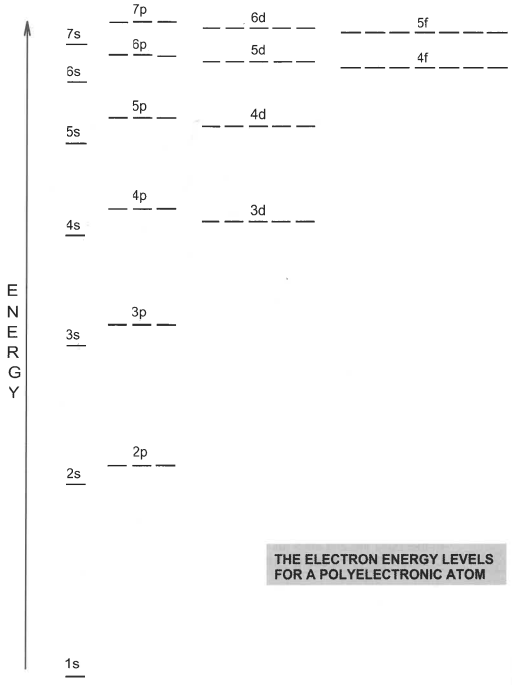 7p 6d 5f
7s
6p 5d 4f
6s
5p 4d
5s
4p 3d
4s
ENERGY
3p
3s
2p
2s
THE ELECTRON ENERGY LEVELS
FOR A POLYELECTRONIC ATOM
1s